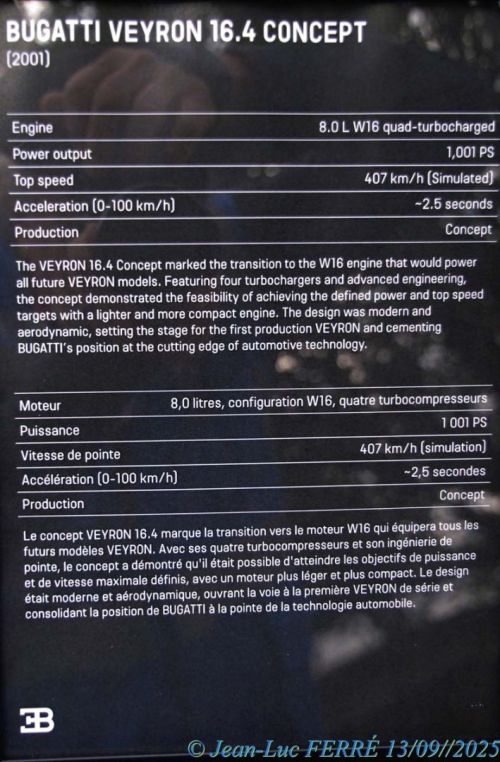 BUGATTI VEYRON 16.4 CONCEPT
(2001)
Engine 8.0 L W16 quad-turbocharged
Power output 1,001 PS
Top speed 407 km/h (Simulated)
Acceleration (0-100 km/h) ~2.5 seconds
Production Concept
The VEYRON 16.4 Concept marked the transition to the W16 engine that would power
all future VEYRON models. Featuring four turbochargers and advanced engineering,
the concept demonstrated the feasibility of achieving the defined power and top speed
targets with a lighter and more compact engine. The design was modern and
aerodynamic, setting the stage for the first production VEYRON and cementing
BUGATTI's position at the cutting edge of automotive technology.
Moteur 8,0 litres, configuration W16, quatre turbocompresseurs
Puissance 1 001 PS
Vitesse de pointe 407 km/h (simulation)
Accélération (0-100 km/h) ~2,5 secondes
Production Concept
Le concept VEYRON 16.4 marque la transition vers le moteur W16 qui équipera tous les
futurs modèles VEYRON. Avec ses quatre turbocompresseurs et son ingénierie de
pointe, le concept a démontré qu'il était possible d'atteindre les objectifs de puissance
et de vitesse maximale définis, avec un moteur plus léger et plus compact. Le design
était moderne et aérodynamique, ouvrant la voie à la première VEYRON de série et
consolidant la position de BUGATTI à la pointe de la technologie automobile.
EB
© Jean-Luc FERRÉ 13/09//2025